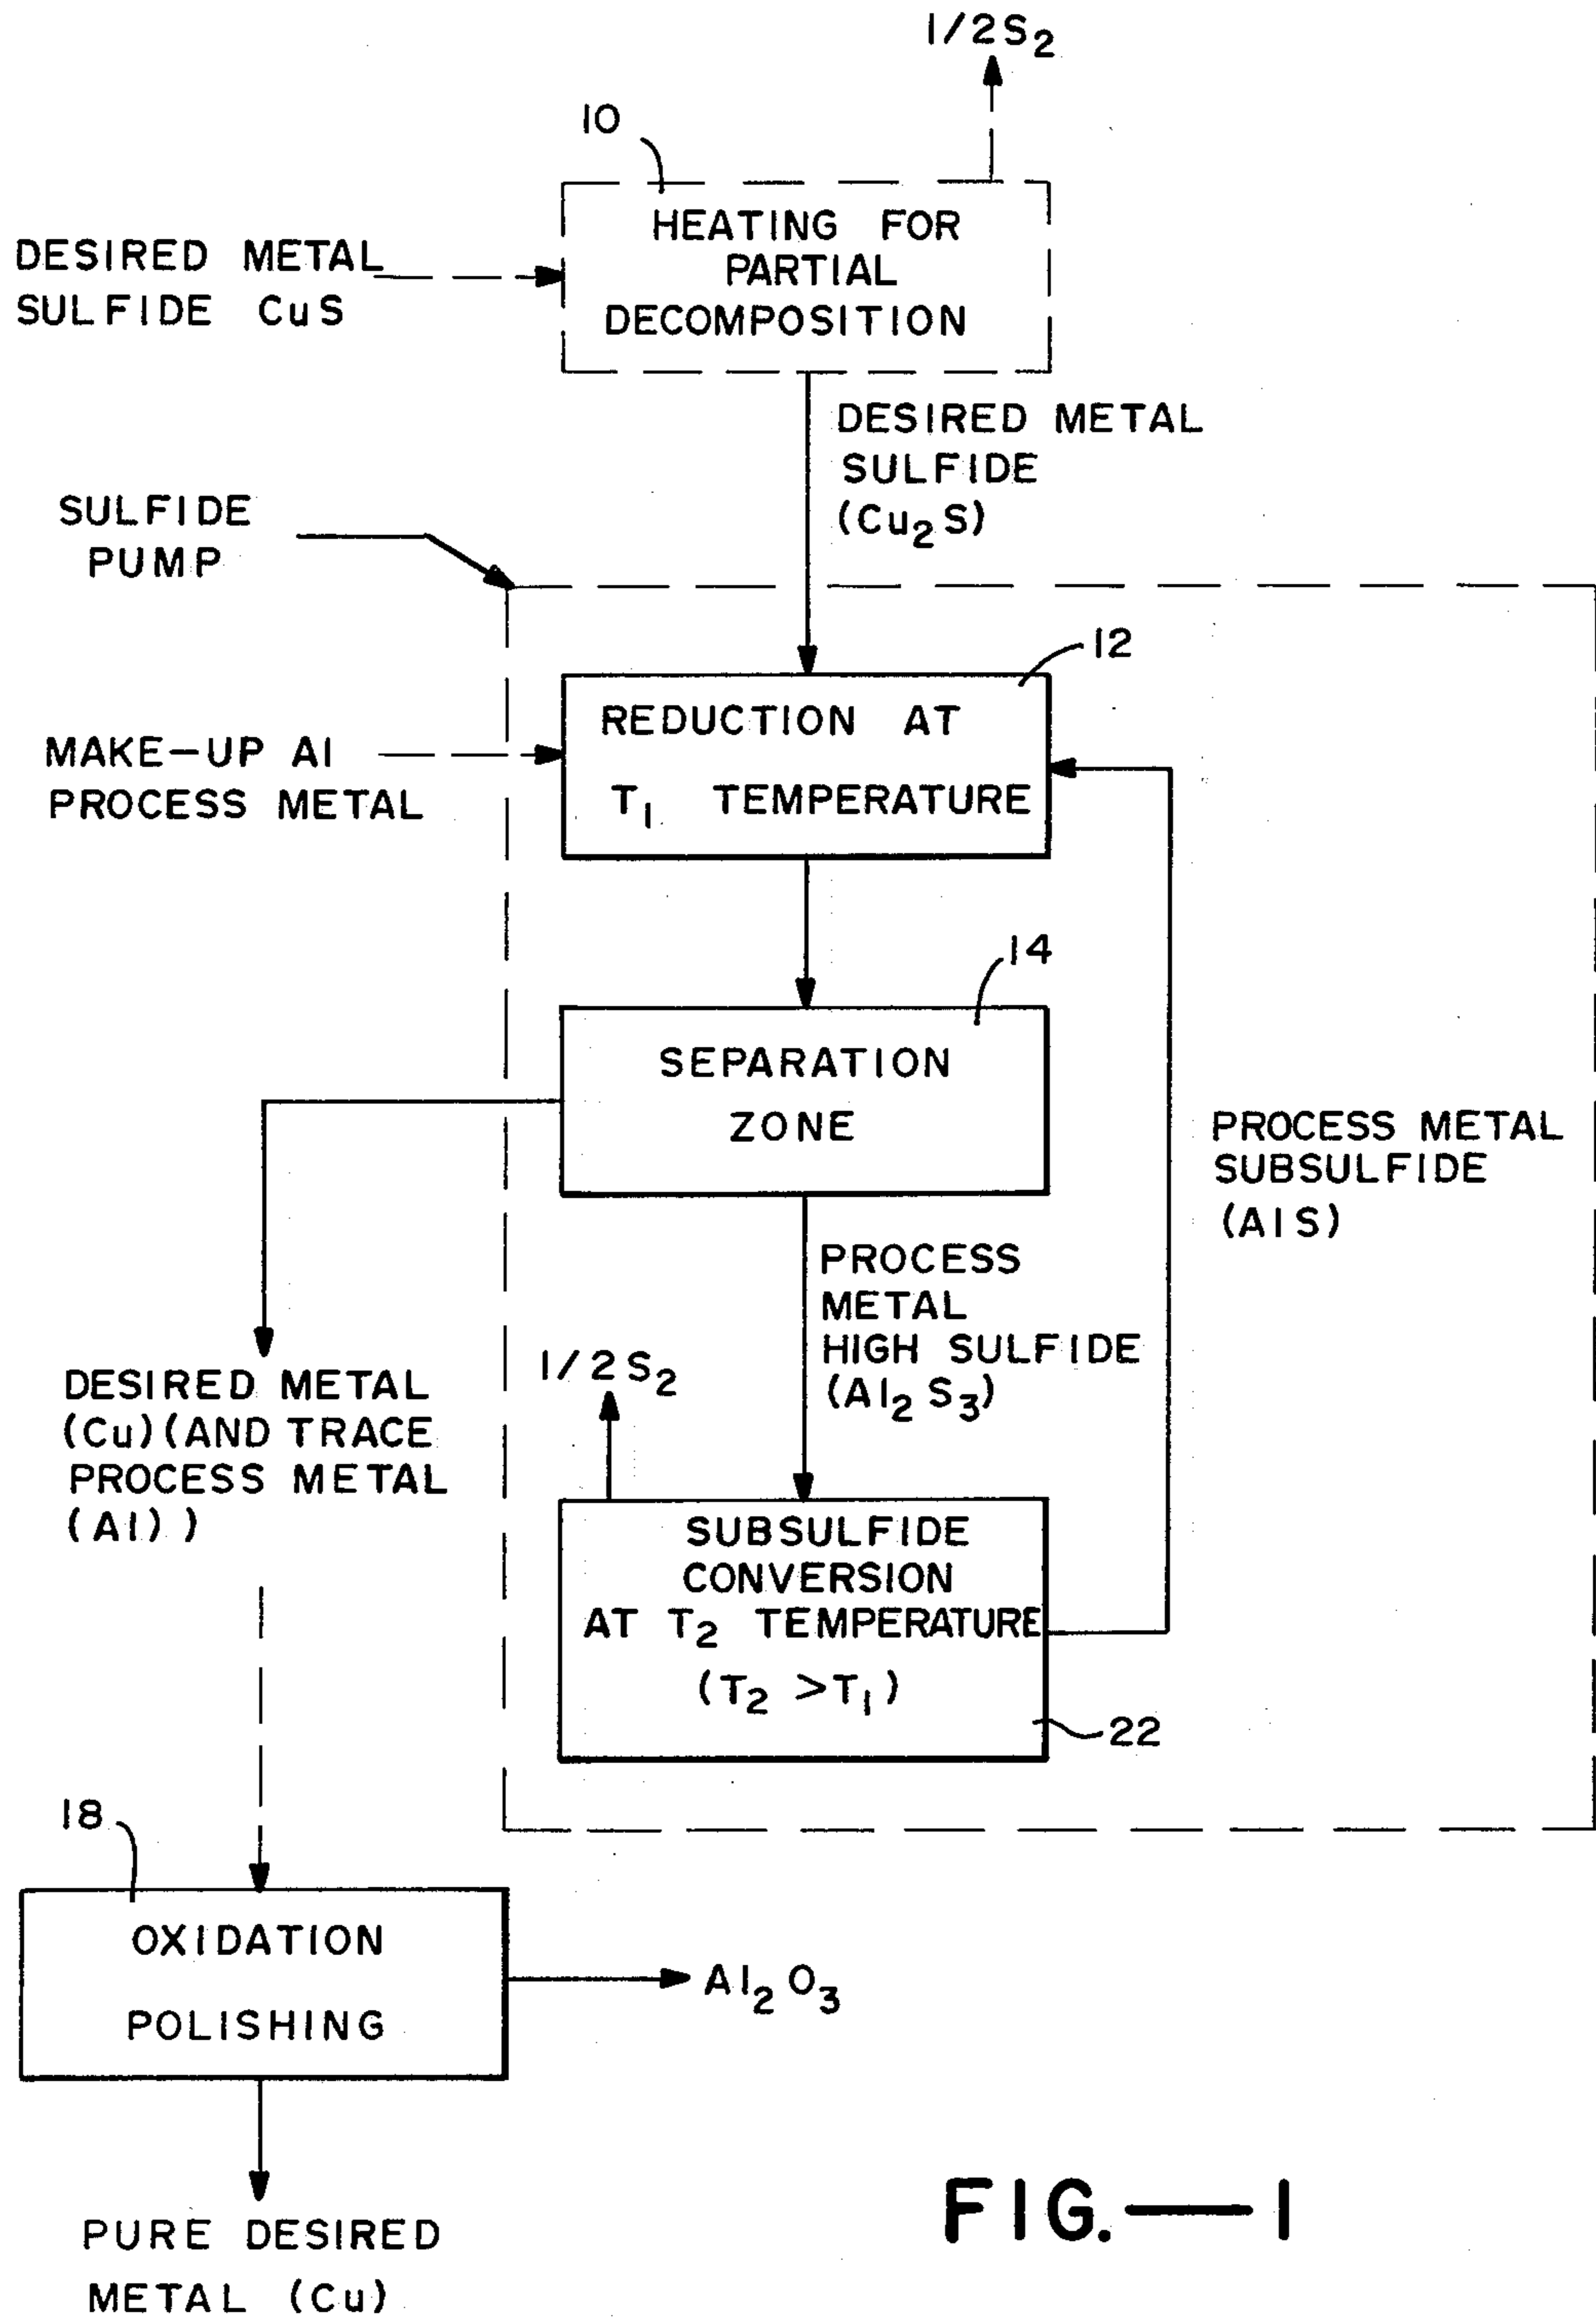 1/2S₂
10
HEATING FOR
PARTIAL
DECOMPOSITION
DESIRED METAL
SULFIDE CuS
DESIRED METAL
SULFIDE
(Cu₂S)
SULFIDE
PUMP
12
REDUCTION AT
T₁ TEMPERATURE
MAKE-UP Al
PROCESS METAL
14
SEPARATION
ZONE
PROCESS METAL
SUBSULFIDE
(AlS)
PROCESS
METAL
HIGH SULFIDE
(Al₂S₃)
1/2S₂
DESIRED METAL
(Cu)(AND TRACE
PROCESS METAL
(Al))
SUBSULFIDE
CONVERSION
AT T₂ TEMPERATURE
(T₂ >T₁)
22
18
OXIDATION
POLISHING
Al₂O₃
PURE DESIRED
METAL (Cu)
FIG.—1